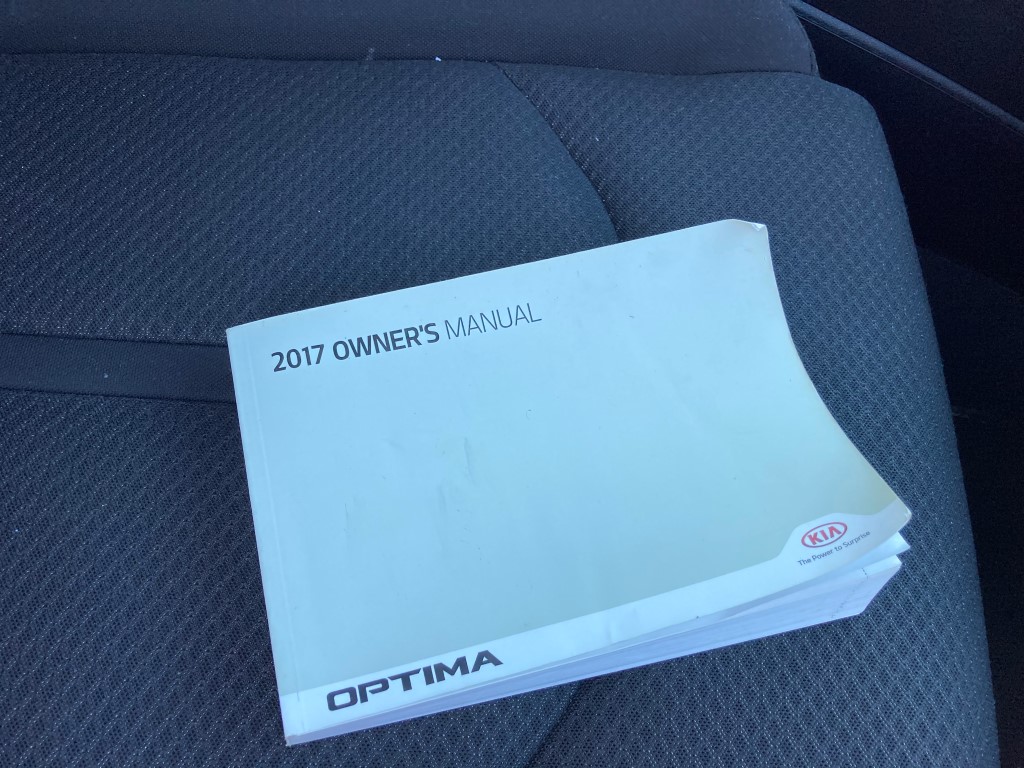 2017 OWNER'S MANUAL
KIA
The Power to Surprise
OPTIMA